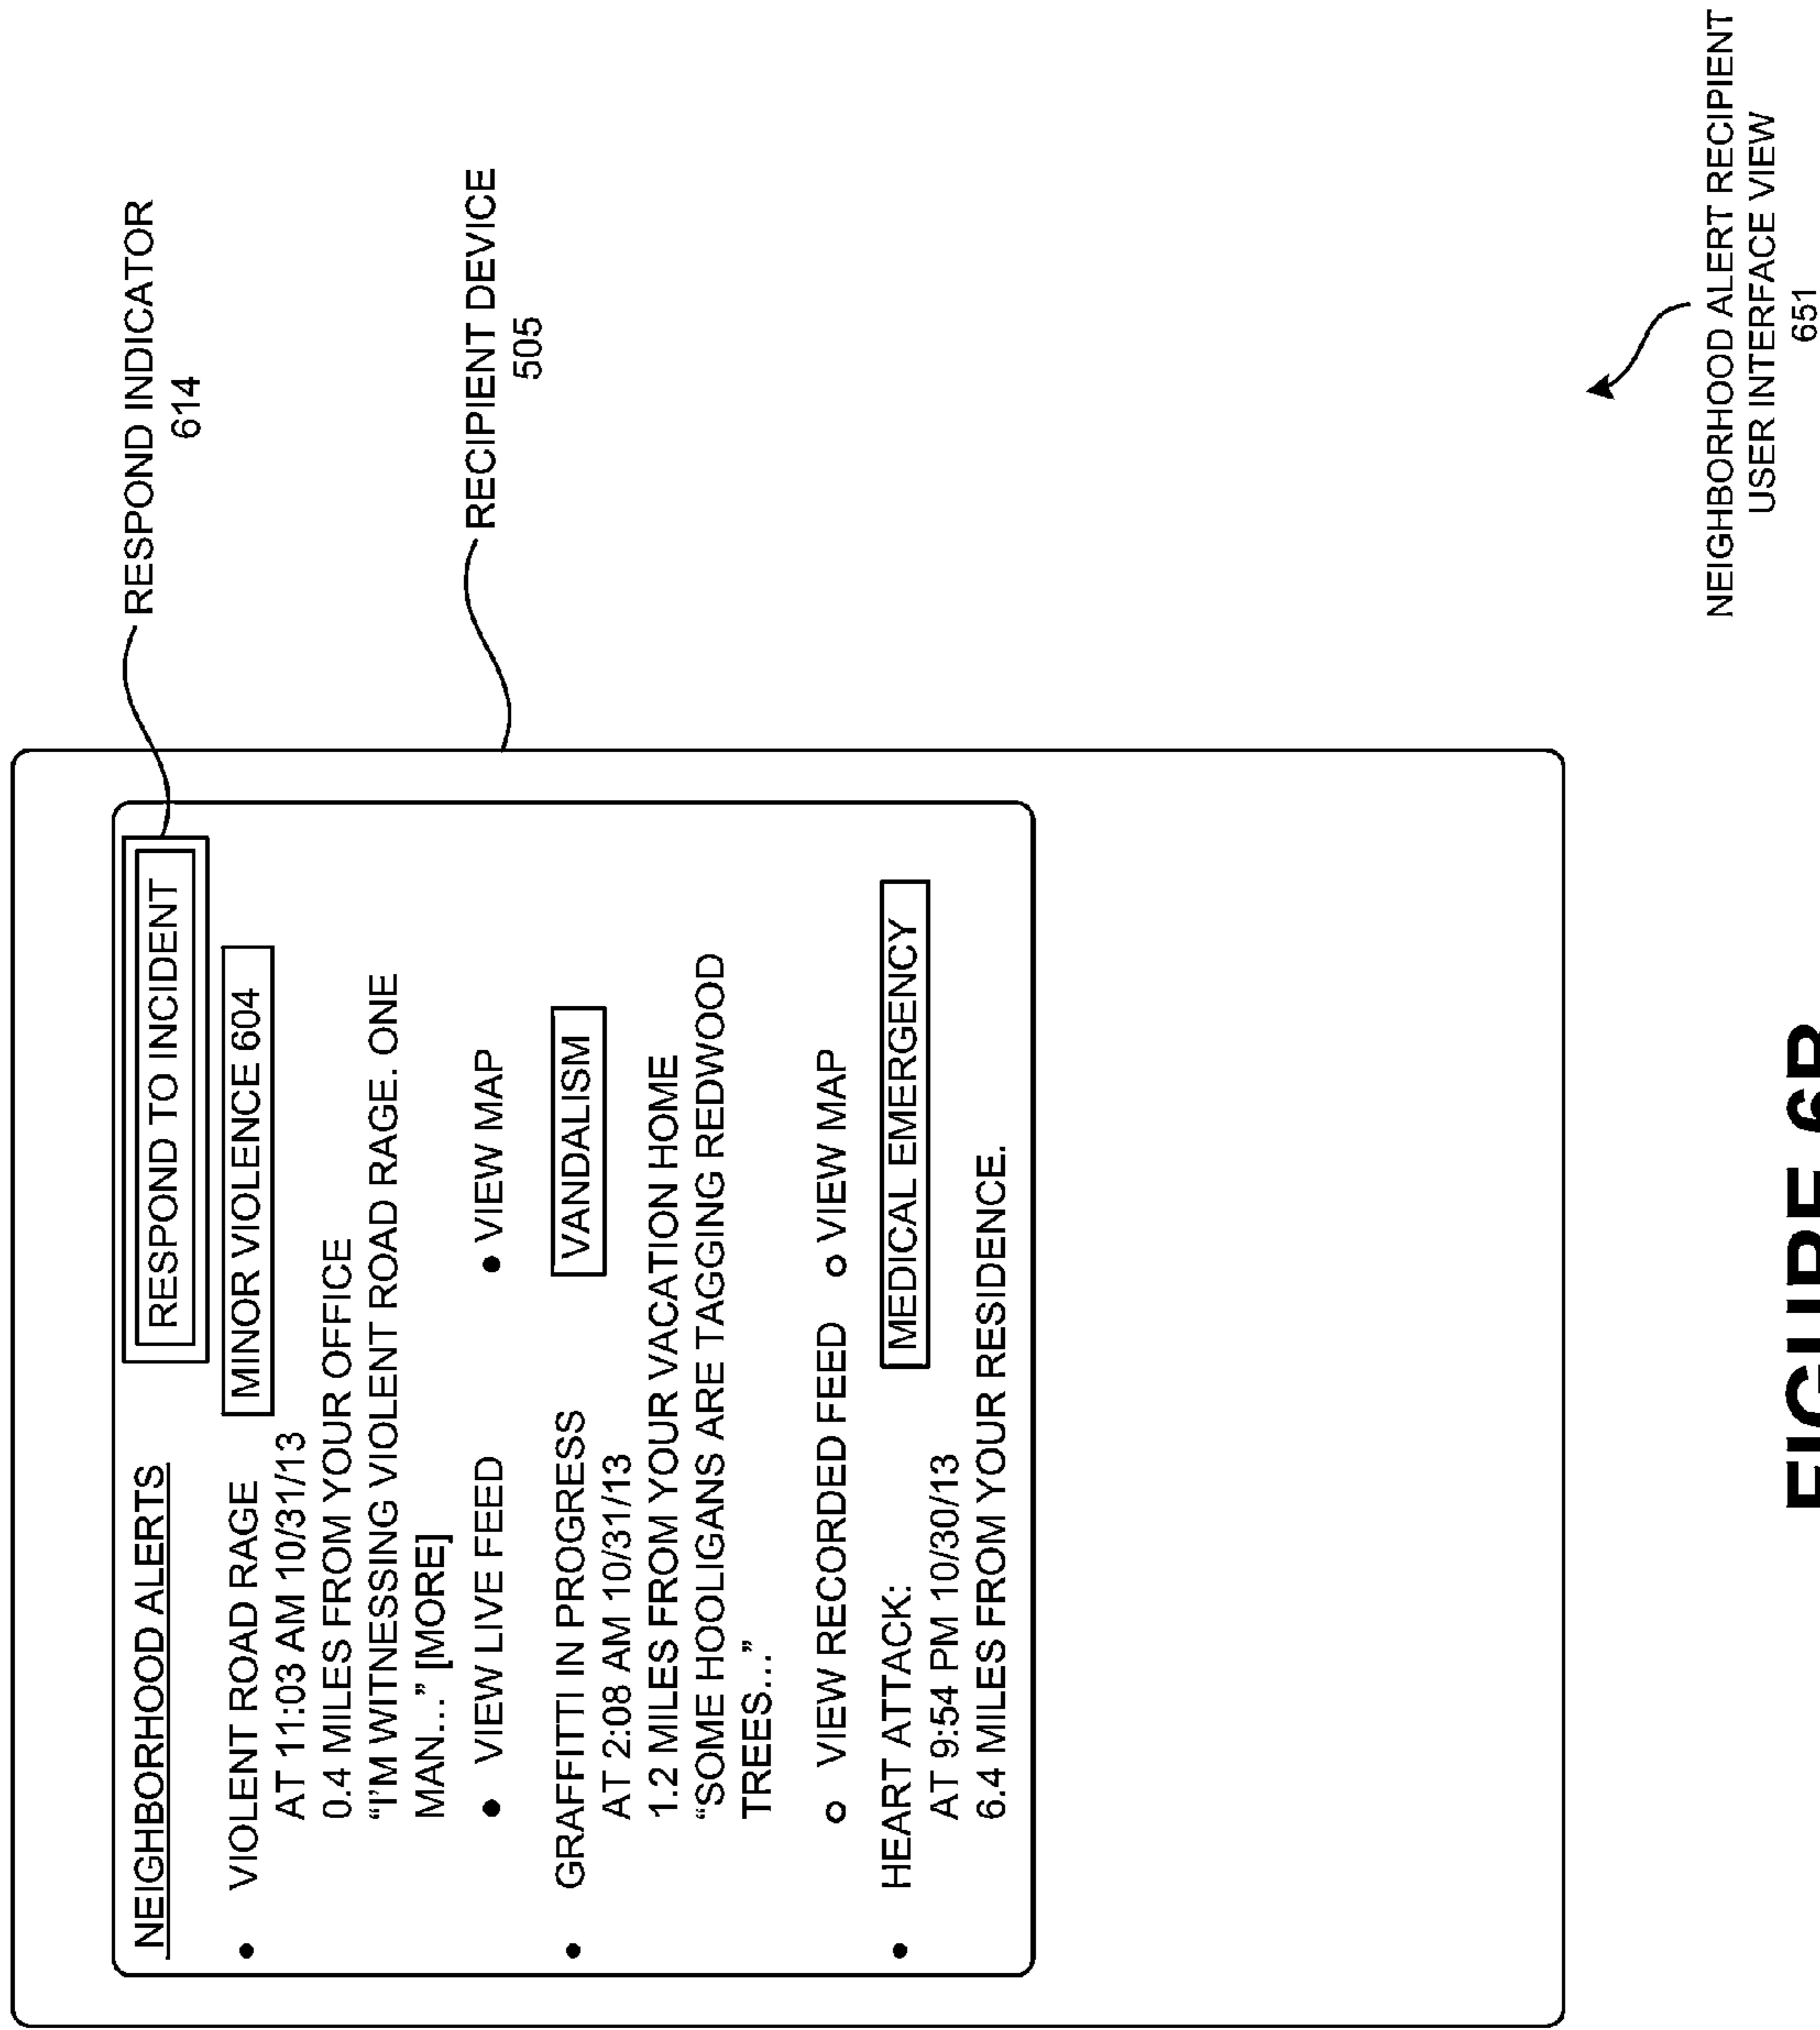 NEIGHBORHOOD ALERTS
RESPOND TO INCIDENT
• VIOLENT ROAD RAGE
MINOR VIOLENCE 604
AT 11:03 AM 10/31/13
0.4 MILES FROM YOUR OFFICE
“I’M WITNESSING VIOLENT ROAD RAGE. ONE
MAN...” [MORE]
• VIEW LIVE FEED • VIEW MAP
• GRAFFITTI IN PROGRESS
VANDALISM
AT 2:08 AM 10/31/13
1.2 MILES FROM YOUR VACATION HOME
“SOME HOOLIGANS ARE TAGGING REDWOOD
TREES...”
o VIEW RECORDED FEED o VIEW MAP
• HEART ATTACK:
MEDICAL EMERGENCY
AT 9:54 PM 10/30/13
6.4 MILES FROM YOUR RESIDENCE.
RESPOND INDICATOR
614
RECIPIENT DEVICE
505
NEIGHBORHOOD ALERT RECIPIENT
USER INTERFACE VIEW
651
FIGURE 6B